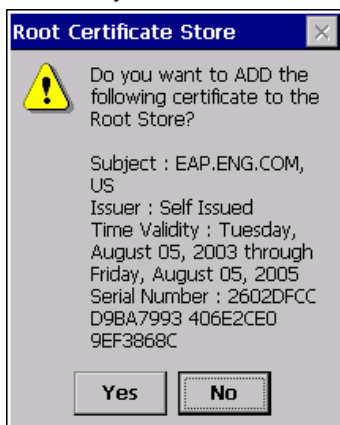 Root Certificate Store
Do you want to ADD the
following certificate to the
Root Store?
Subject : EAP.ENG.COM,
US
Issuer : Self Issued
Time Validity : Tuesday,
August 05, 2003 through
Friday, August 05, 2005
Serial Number : 2602DFCC
D9BA7993 406E2CE0
9EF3868C
Yes No